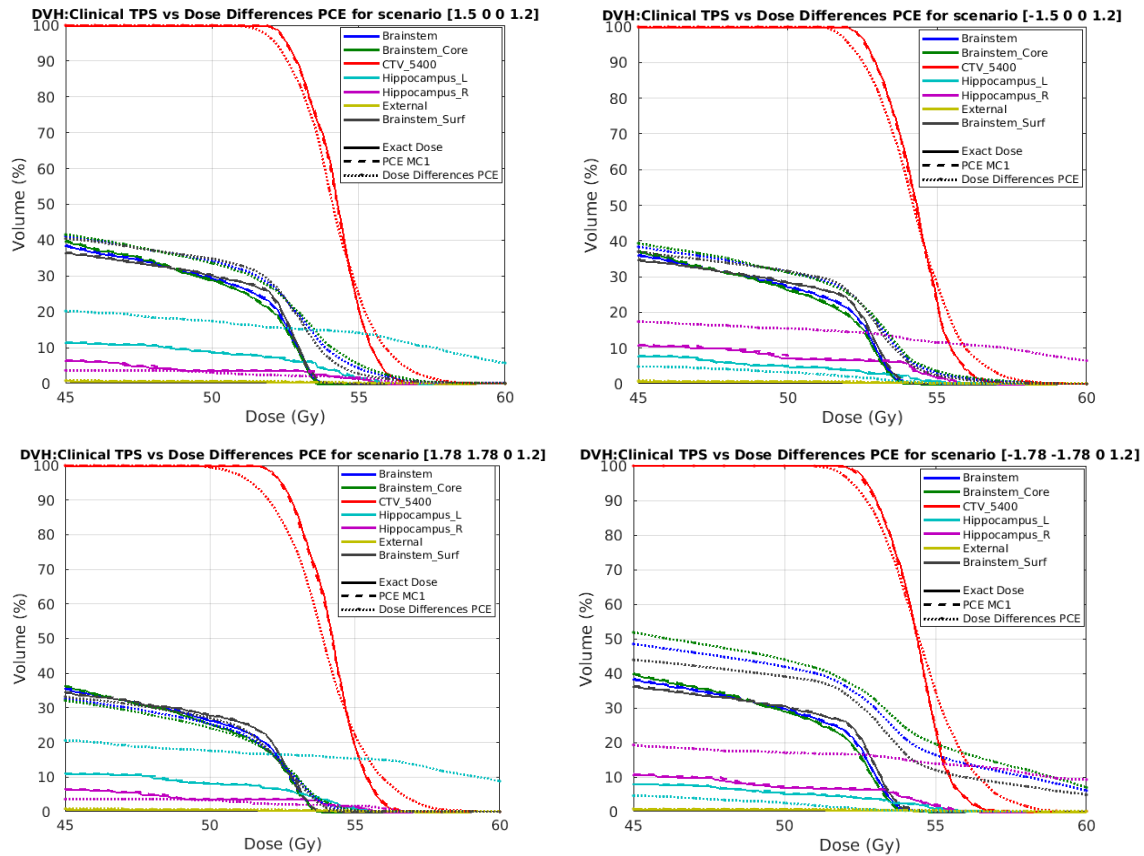 DVH:Clinical TPS vs Dose Differences PCE for scenario [1.5 0 0 1.2]
100
90
80
70
60
50
40
30
20
10
0
Volume (%)
Brainstem
Brainstem_Core
CTV_5400
Hippocampus_L
Hippocampus_R
External
Brainstem_Surf
Exact Dose
PCE MC1
Dose Differences PCE
45
50
55
60
Dose (Gy)
DVH:Clinical TPS vs Dose Differences PCE for scenario [-1.5 0 0 1.2]
100
90
80
70
60
50
40
30
20
10
0
Volume (%)
Brainstem
Brainstem_Core
CTV_5400
Hippocampus_L
Hippocampus_R
External
Brainstem_Surf
Exact Dose
PCE MC1
Dose Differences PCE
45
50
55
60
Dose (Gy)
DVH:Clinical TPS vs Dose Differences PCE for scenario [1.78 1.78 0 1.2]
100
90
80
70
60
50
40
30
20
10
0
Volume (%)
Brainstem
Brainstem_Core
CTV_5400
Hippocampus_L
Hippocampus_R
External
Brainstem_Surf
Exact Dose
PCE MC1
Dose Differences PCE
45
50
55
60
Dose (Gy)
DVH:Clinical TPS vs Dose Differences PCE for scenario [-1.78 -1.78 0 1.2]
100
90
80
70
60
50
40
30
20
10
0
Volume (%)
Brainstem
Brainstem_Core
CTV_5400
Hippocampus_L
Hippocampus_R
External
Brainstem_Surf
Exact Dose
PCE MC1
Dose Differences PCE
45
50
55
60
Dose (Gy)